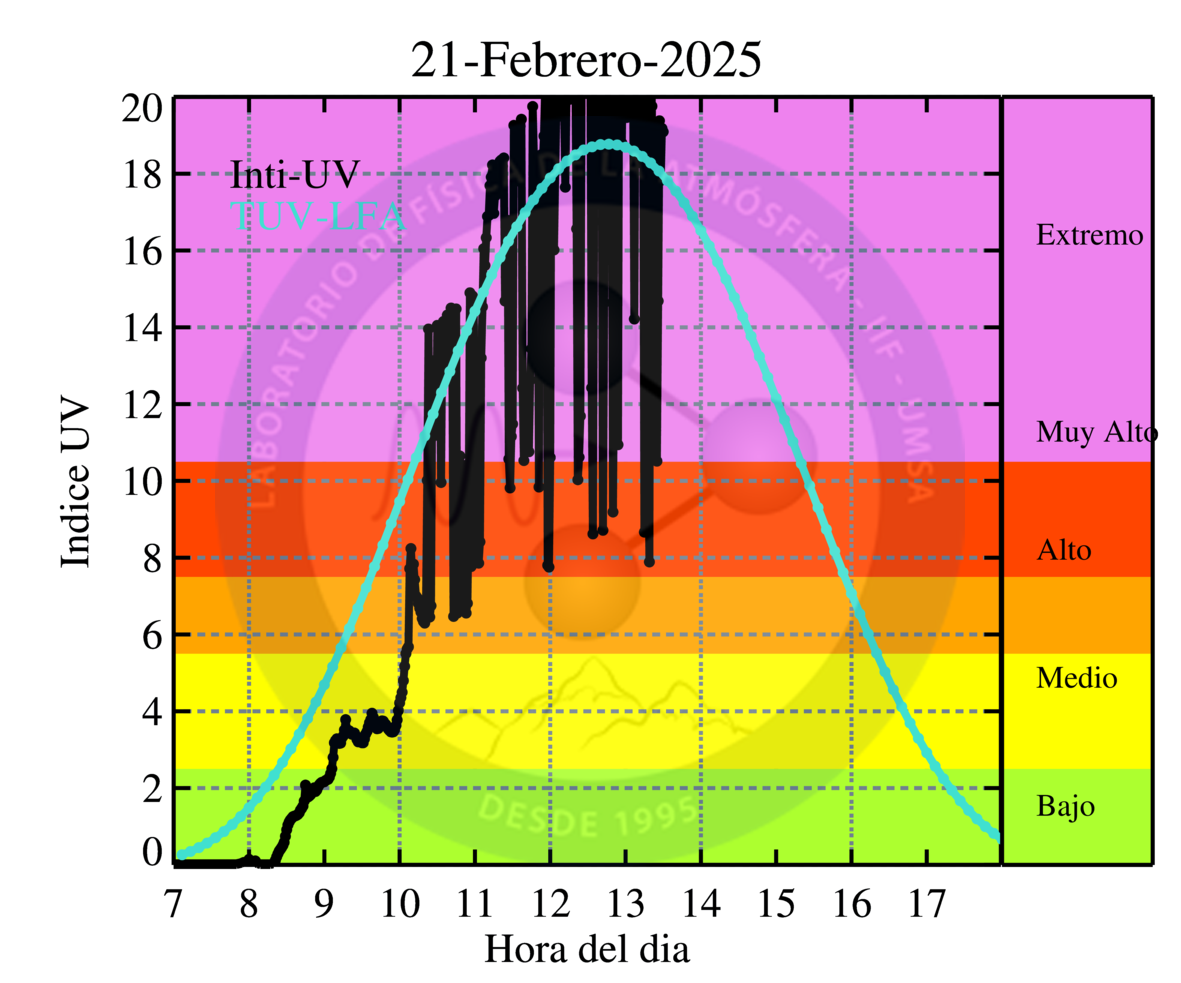 21-Febrero-2025
20
18
16
14
12
10
8
6
4
2
0
Indice UV
Inti-UV
TUV-LFA
LABORATORIO DE FÍSICA DE LA ATMÓSFERA - IIF - UMSA
DESDE 1995
Extremo
Muy Alto
Alto
Medio
Bajo
7 8 9 10 11 12 13 14 15 16 17
Hora del dia